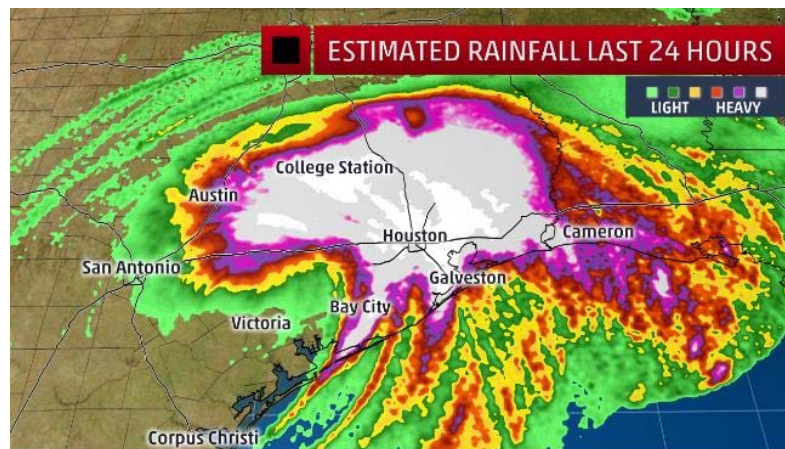 ESTIMATED RAINFALL LAST 24 HOURS
LIGHT HEAVY
College Station
Austin
Houston
Cameron
San Antonio
Galveston
Bay City
Victoria
Corpus Christi